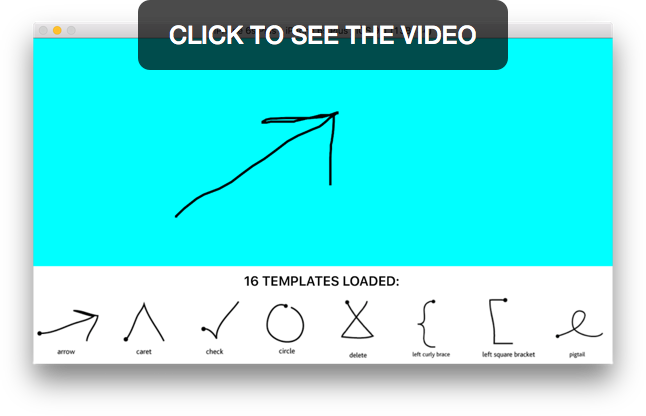 CLICK TO SEE THE VIDEO
16 TEMPLATES LOADED:
arrow
caret
check
circle
delete
left curly brace
left square bracket
pigtail